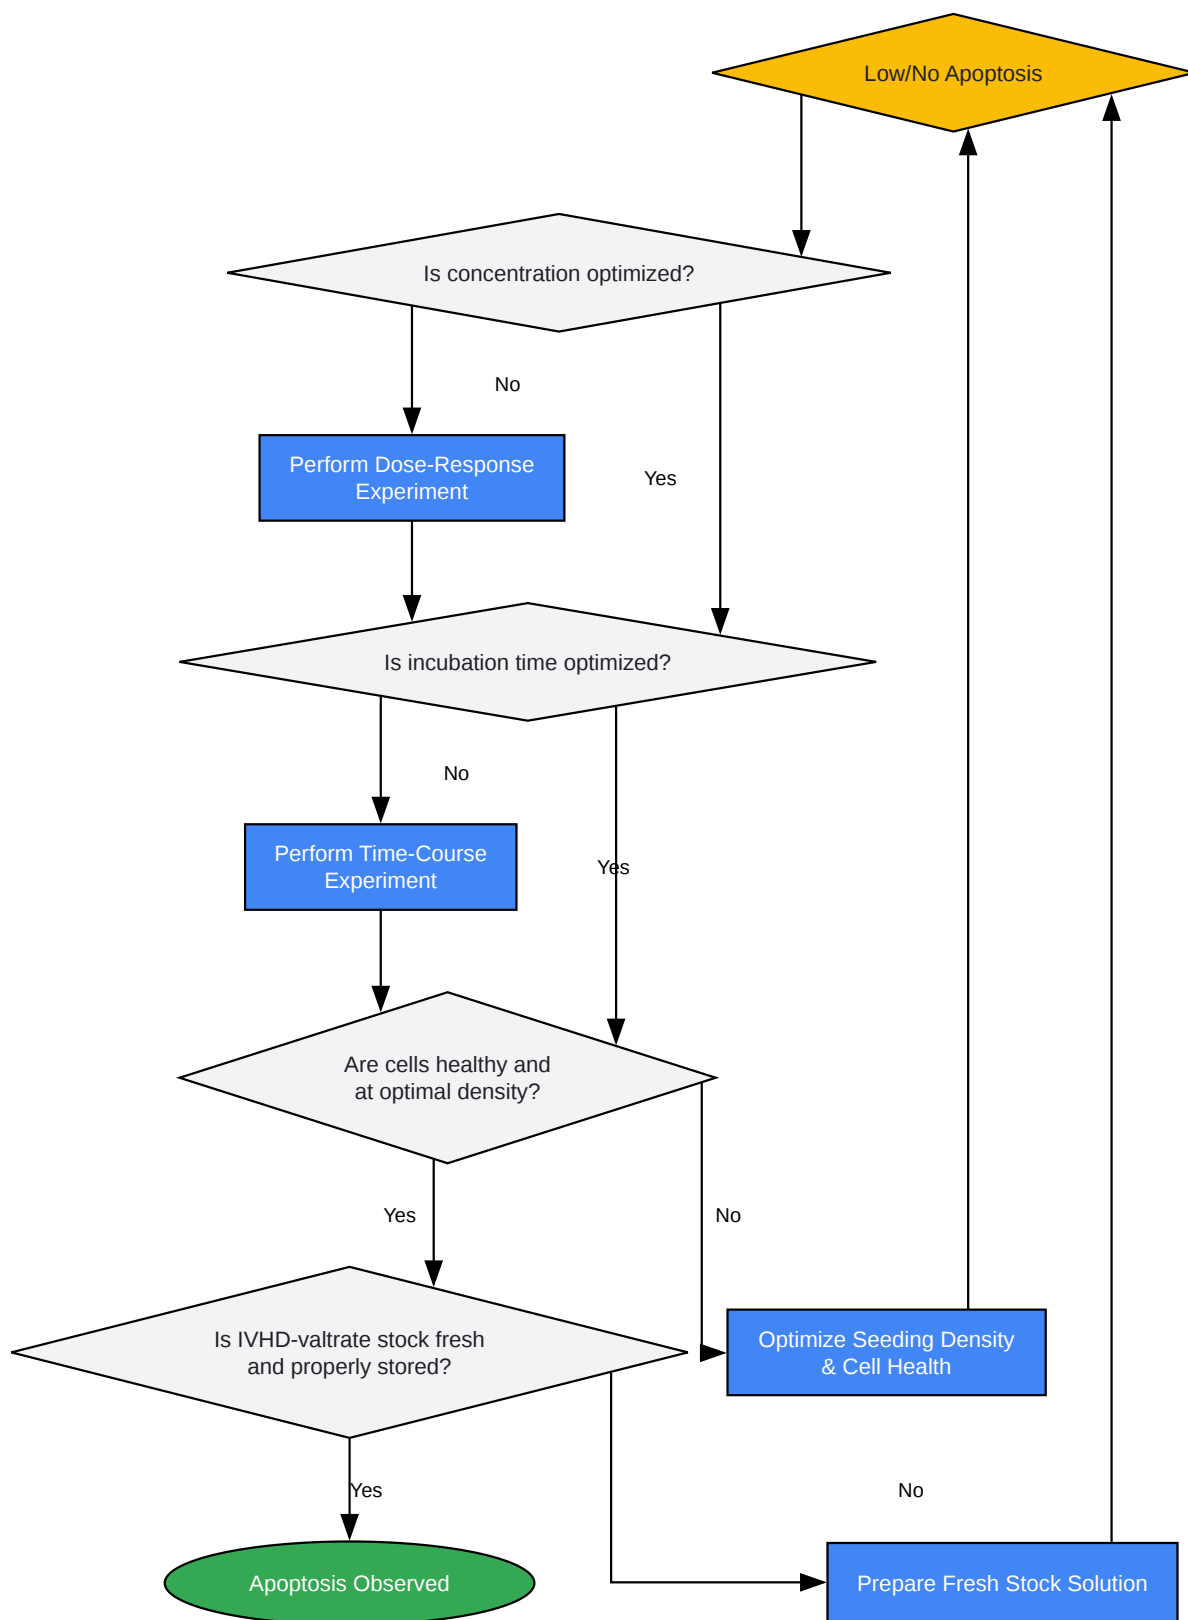 Low/No Apoptosis
Is concentration optimized?
No
Perform Dose-Response
Experiment
Yes
Is incubation time optimized?
No
Perform Time-Course
Experiment
Yes
Are cells healthy and
at optimal density?
Yes
No
Is IVHD-valtrate stock fresh
and properly stored?
Optimize Seeding Density
& Cell Health
Yes
No
Apoptosis Observed
Prepare Fresh Stock Solution